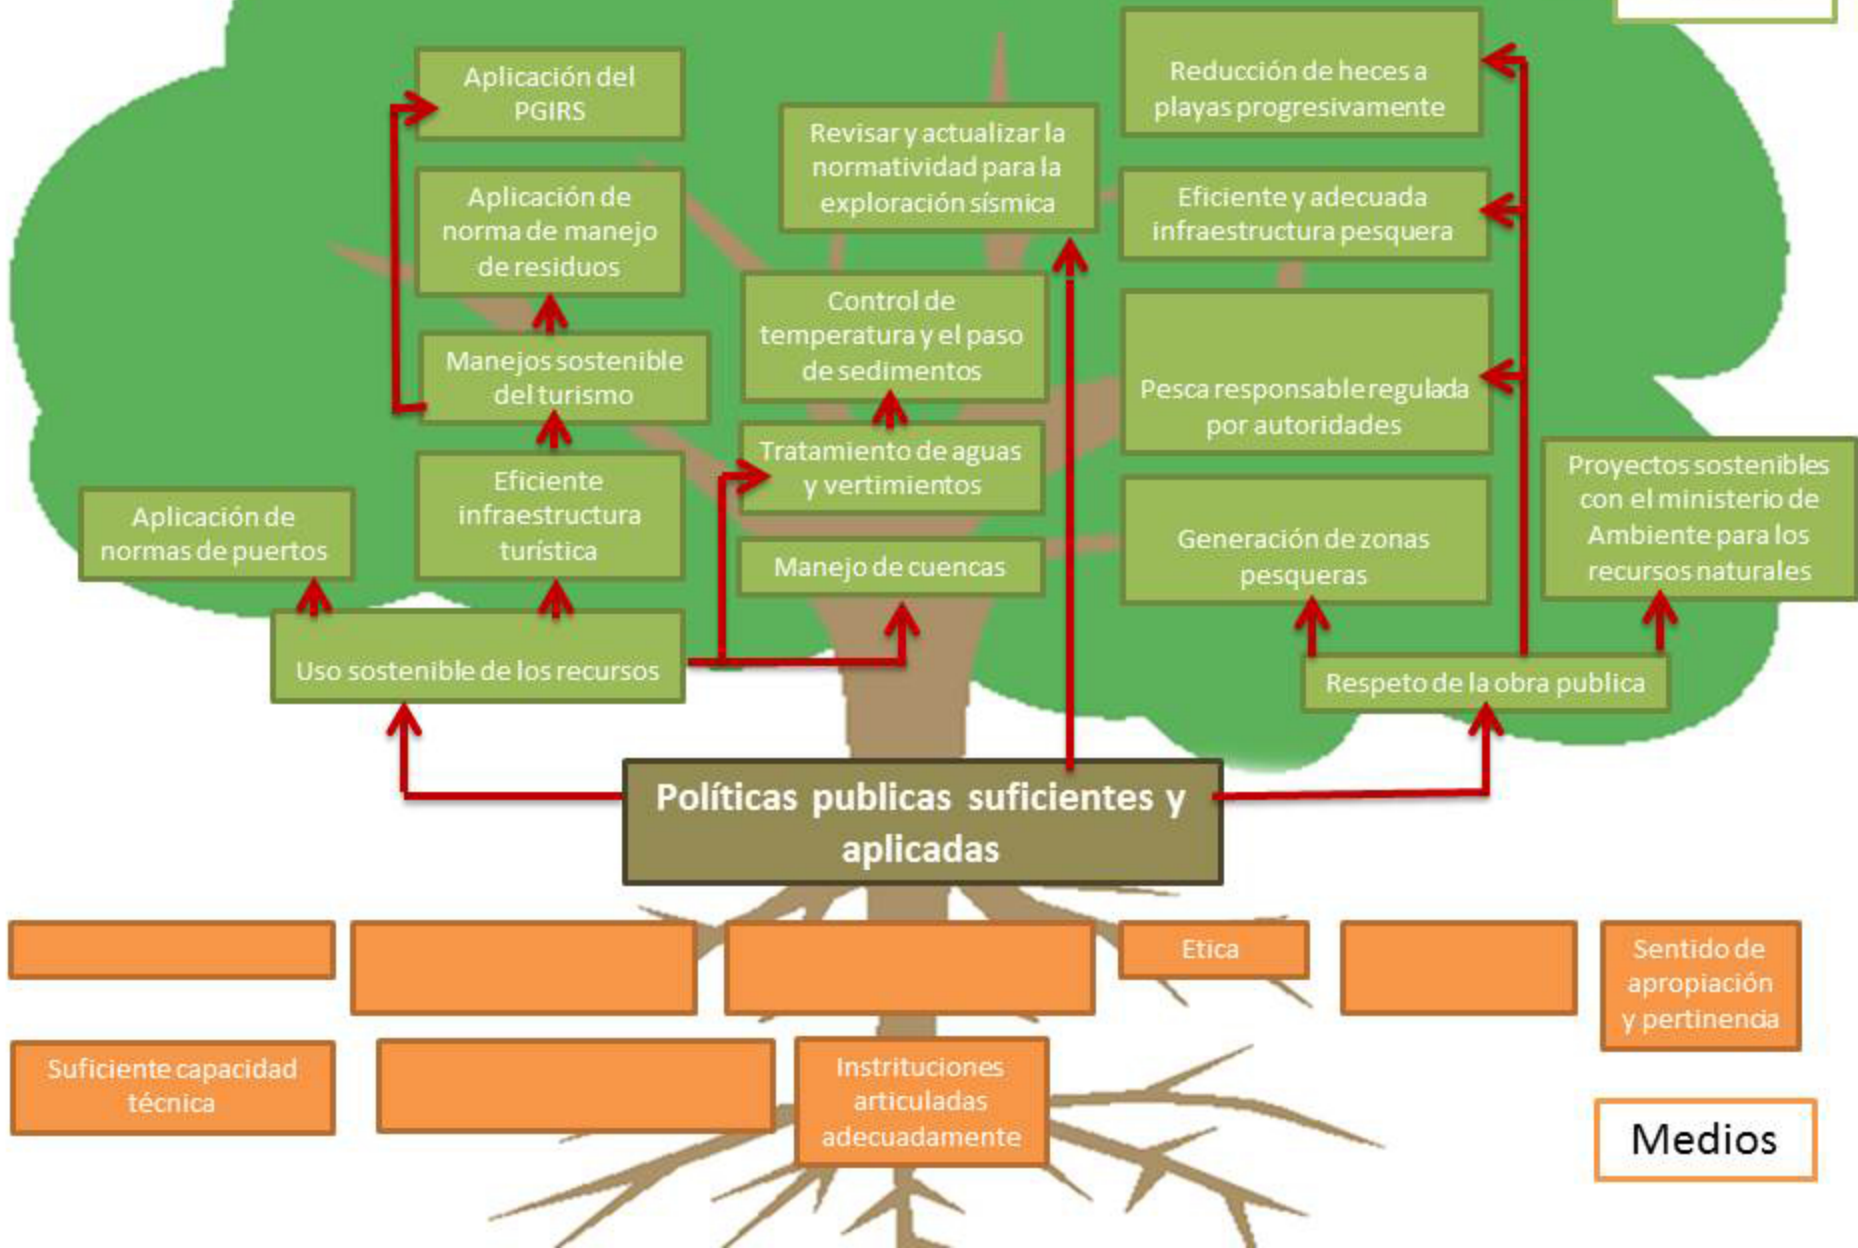 Aplicación del
PGIRS
Aplicación de
norma de manejo
de residuos
Manejos sostenible
del turismo
Eficiente
infraestructura
turística
Aplicación de
normas de puertos
Uso sostenible de los recursos
Revisar y actualizar la
normatividad para la
exploración sísmica
Control de
temperatura y el paso
de sedimentos
Tratamiento de aguas
y vertimientos
Manejo de cuencas
Reducción de heces a
playas progresivamente
Eficiente y adecuada
infraestructura pesquera
Pesca responsable regulada
por autoridades
Generación de zonas
pesqueras
Proyectos sostenibles
con el ministerio de
Ambiente para los
recursos naturales
Respeto de la obra publica
Políticas publicas suficientes y
aplicadas
Etica
Sentido de
apropiación
y pertinencia
Suficiente capacidad
técnica
Instrituciones
articuladas
adecuadamente
Medios